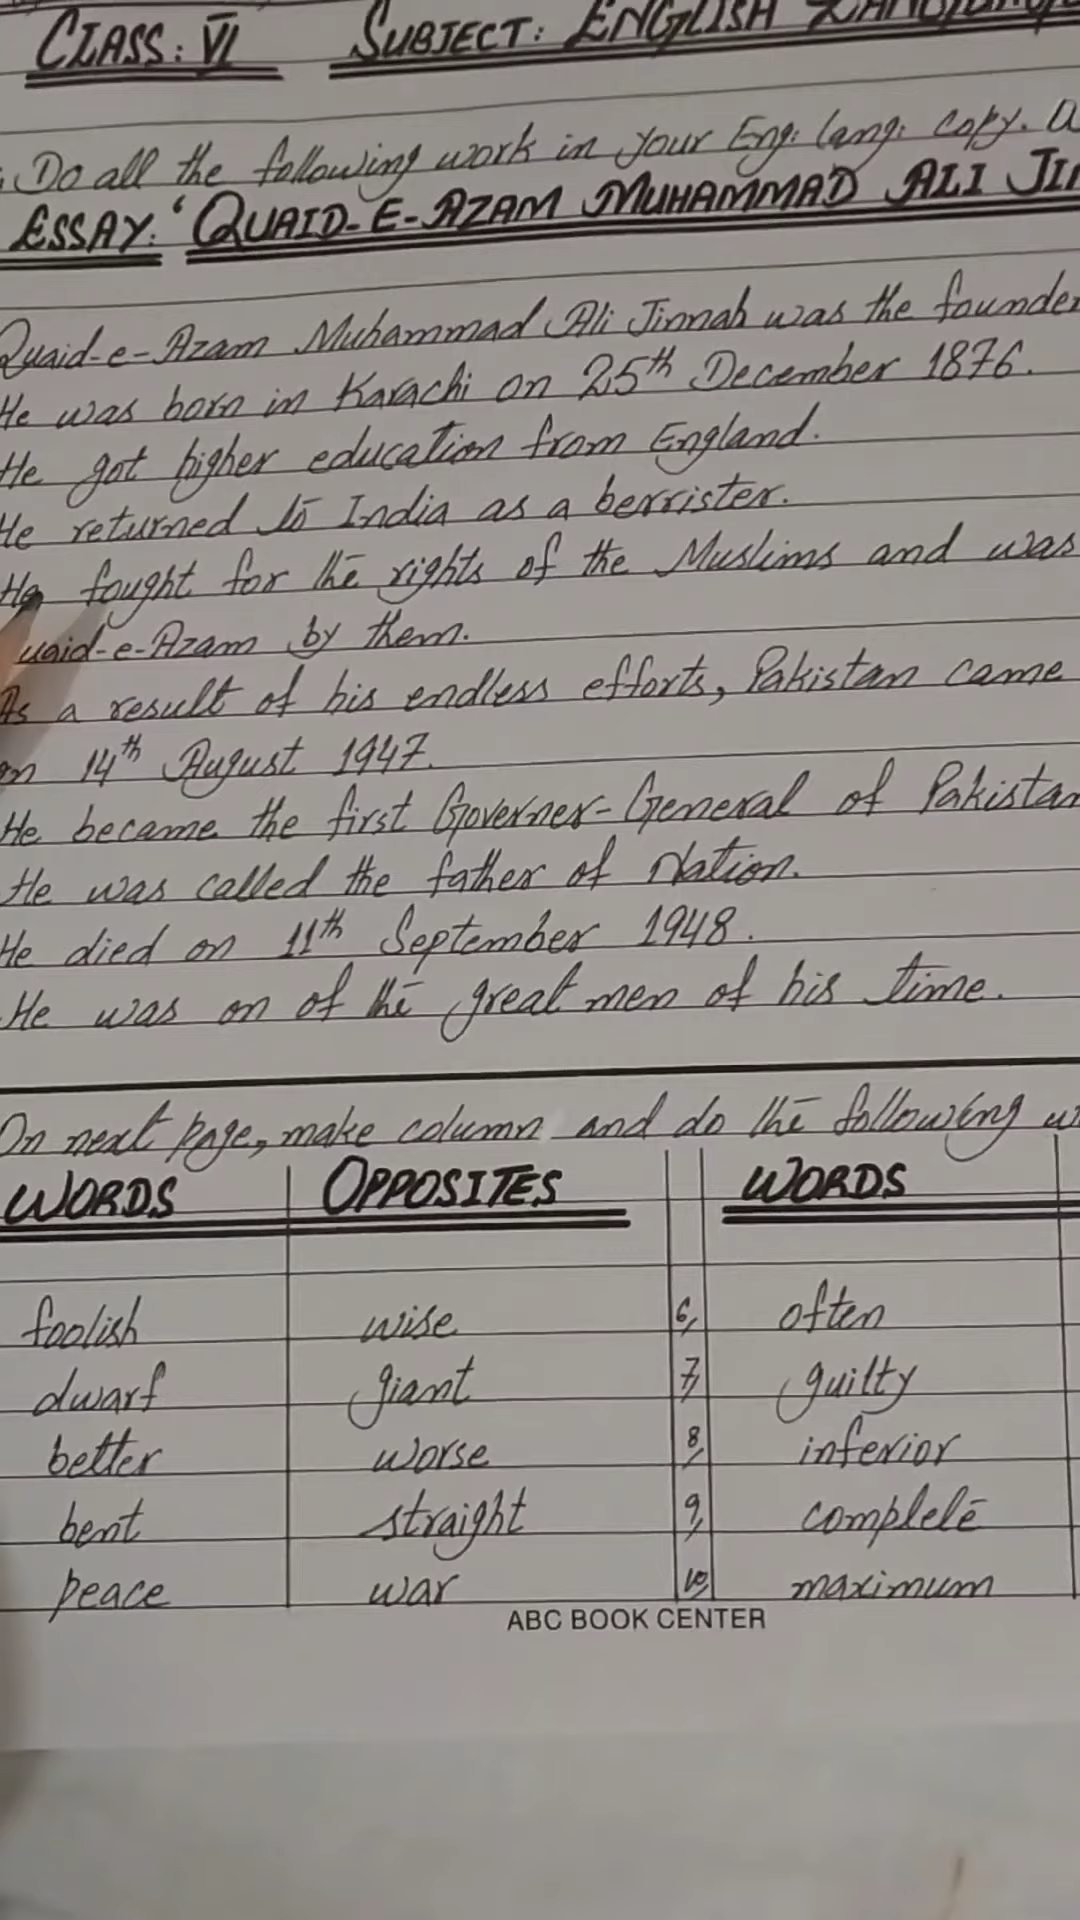 CLASS: VI SUBJECT: ENGLISH
Do all the following work in your Eng: lang: copy.
ESSAY: 'QUAID-E-AZAM MUHAMMAD ALI
Quaid-e-Azam Muhammad Ali Jinnah was the founder
He was born in Karachi on 25th December 1876.
He got higher education from England.
He returned to India as a berrister.
He fought for the rights of the Muslims and was
uaid-e-Azam by them.
As a result of his endless efforts, Pakistan came
on 14th August 1947.
He became the first Governer-General of Pakistan
He was called the father of Nation.
He died on 11th September 1948.
He was on of the great men of his time.
On next page, make column and do the following
WORDS OPPOSITES WORDS
foolish wise 6, often
dwarf giant 7, guilty
better worse 8, inferior
bent straight 9, complete
peace war 10, maximum
ABC BOOK CENTER